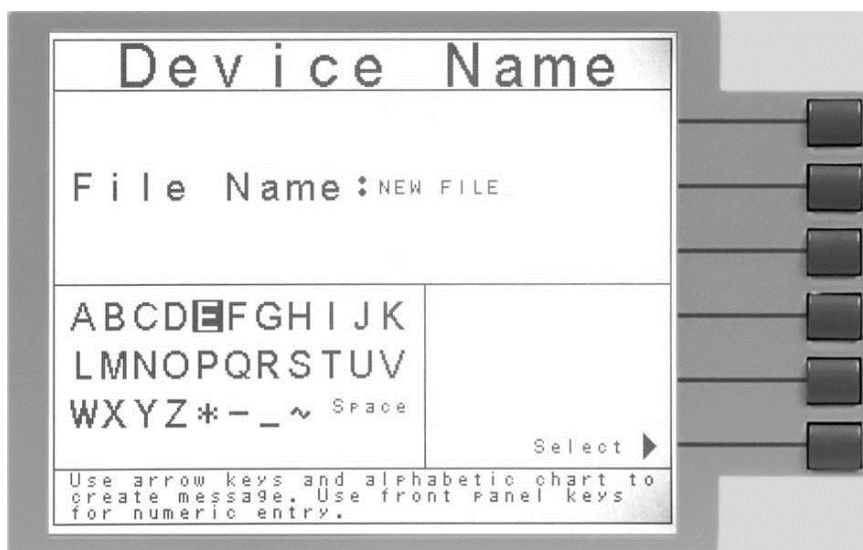 Device Name
File Name: NEW FILE
ABCDEFGHIJK
LMNOPQRSTUV
WXYZ*-_~ Space
Select
Use arrow keys and alphabetic chart to
create message. Use front panel keys
for numeric entry.